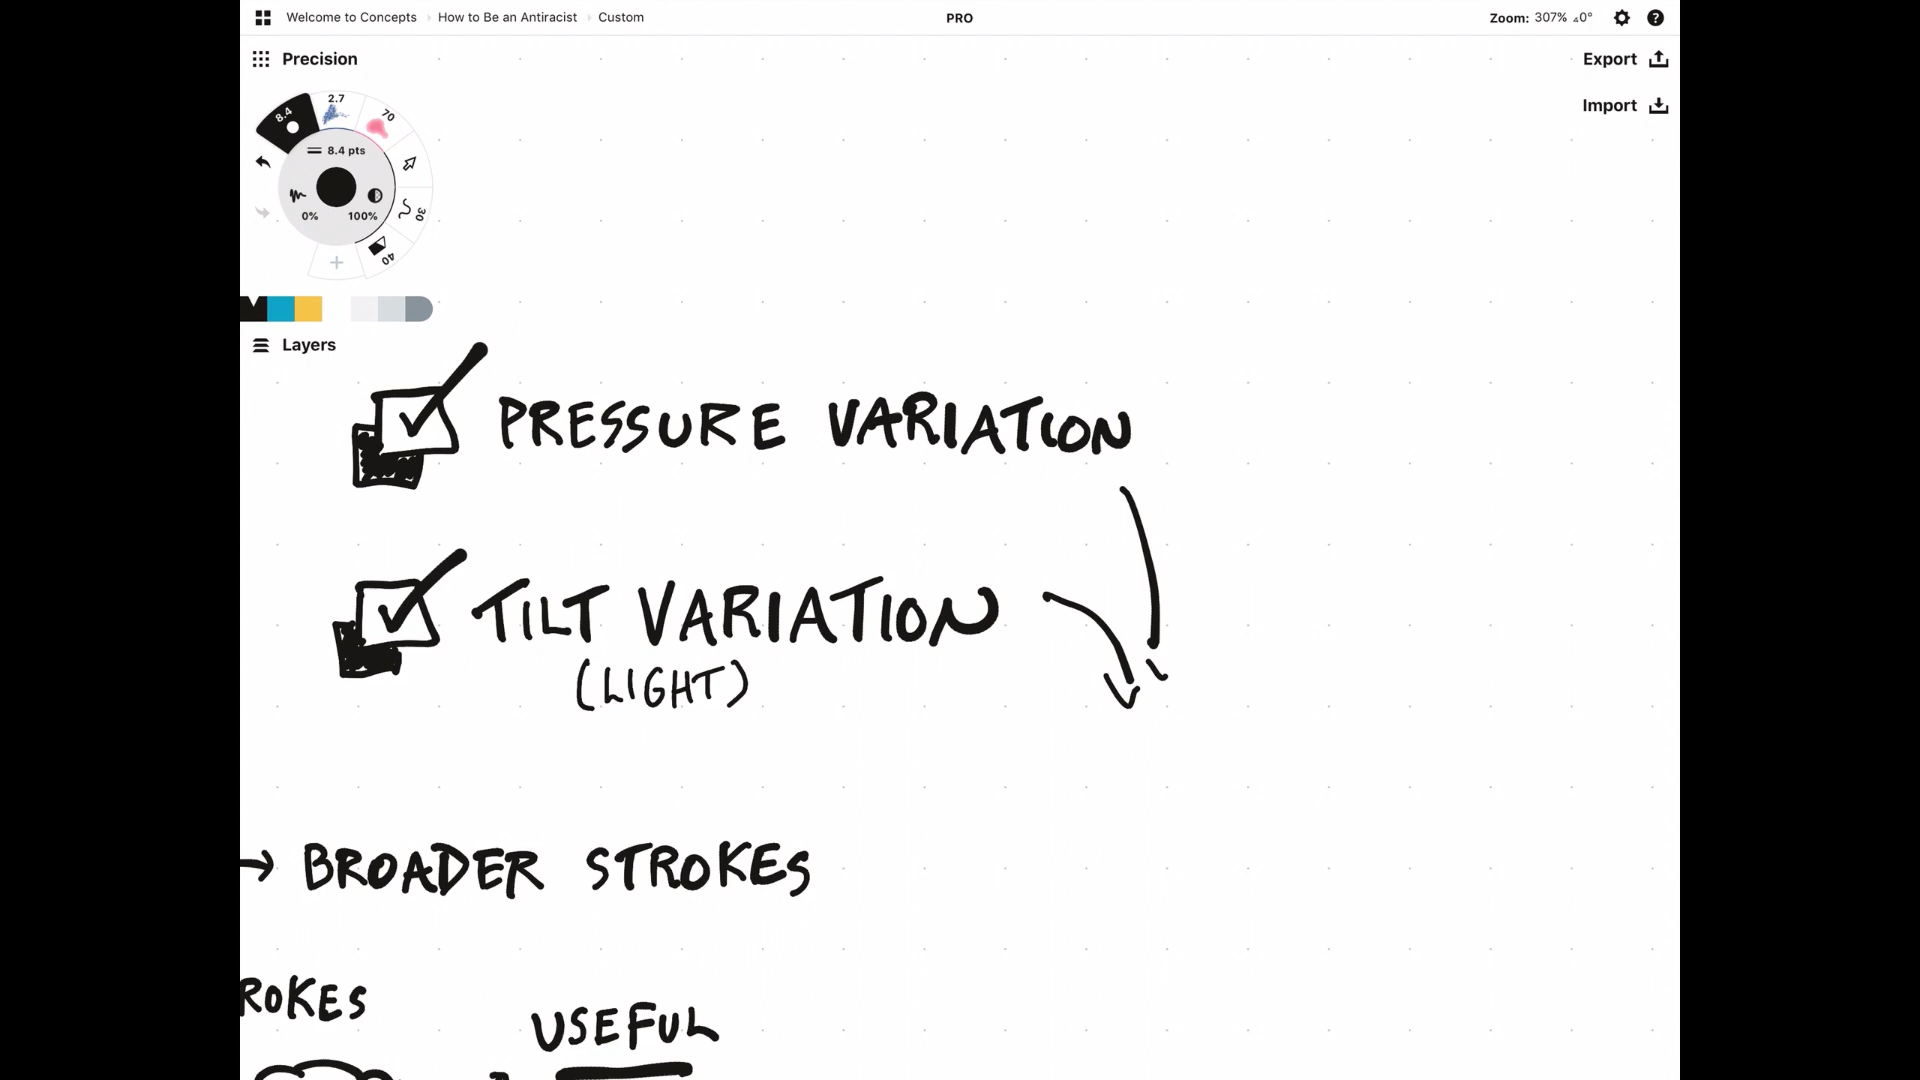 Welcome to Concepts How to Be an Antiracist Custom PRO Zoom: 307% ⊿0°
Precision Export
Import
8.4 2.7 70
8.4 pts
0% 100% 30
40
Layers
PRESSURE VARIATION
TILT VARIATION
(LIGHT)
→ BROADER STROKES
ROKES
USEFUL